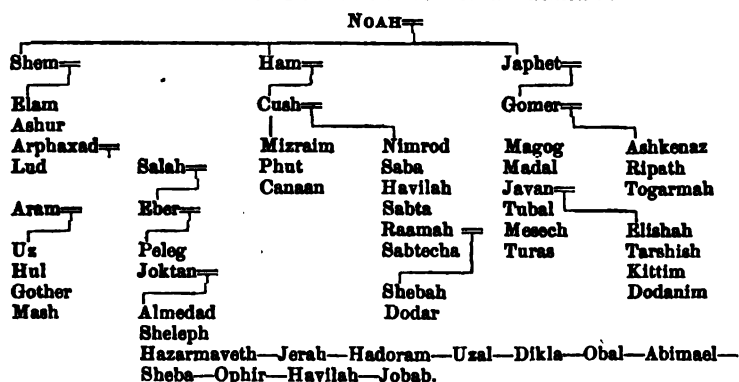 NOAH
Shem Ham Japhet
Elam Cush Gomer
Ashur
Arphaxad Mizraim Nimrod Magog Ashkenaz
Lud Salah Phut Saba Madal Ripath
Canaan Havilah Javan Togarmah
Aram Eber Sabta Tubal
Raamah Mesech Elishah
Uz Peleg Sabtecha Turas Tarshish
Hul Joktan Kittim
Gother Shebah Dodanim
Mash Almedad Dodar
Sheleph
Hazarmaveth—Jerah—Hadoram—Uzal—Dikla—Obal—Abimael—
Sheba—Ophir—Havilah—Jobab.